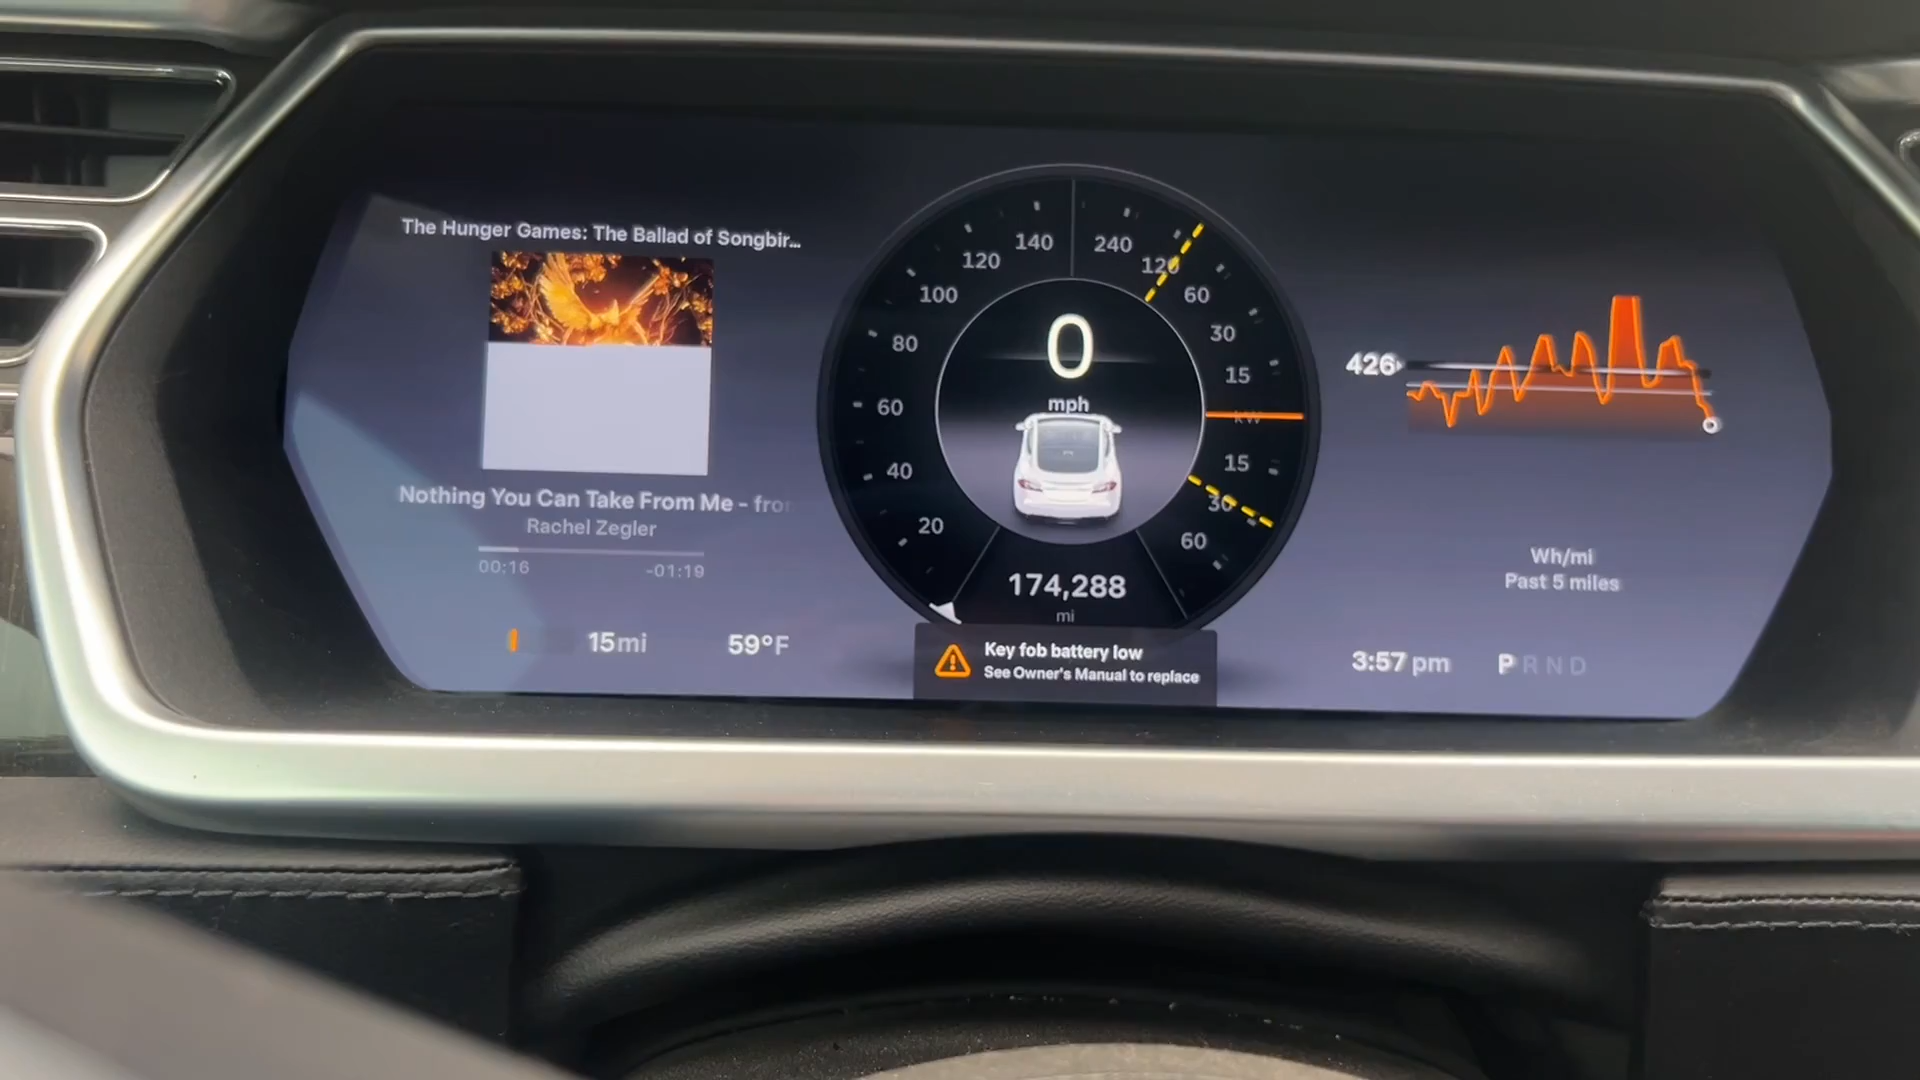 The Hunger Games: The Ballad of Songbir...
Nothing You Can Take From Me - from
Rachel Zegler
00:16 -01:19
15mi
59°F
140
120
100
80
60
40
20
240
120
60
30
15
kW
15
30
60
0
mph
174,288
mi
Key fob battery low
See Owner's Manual to replace
426
Wh/mi
Past 5 miles
3:57 pm
P R N D